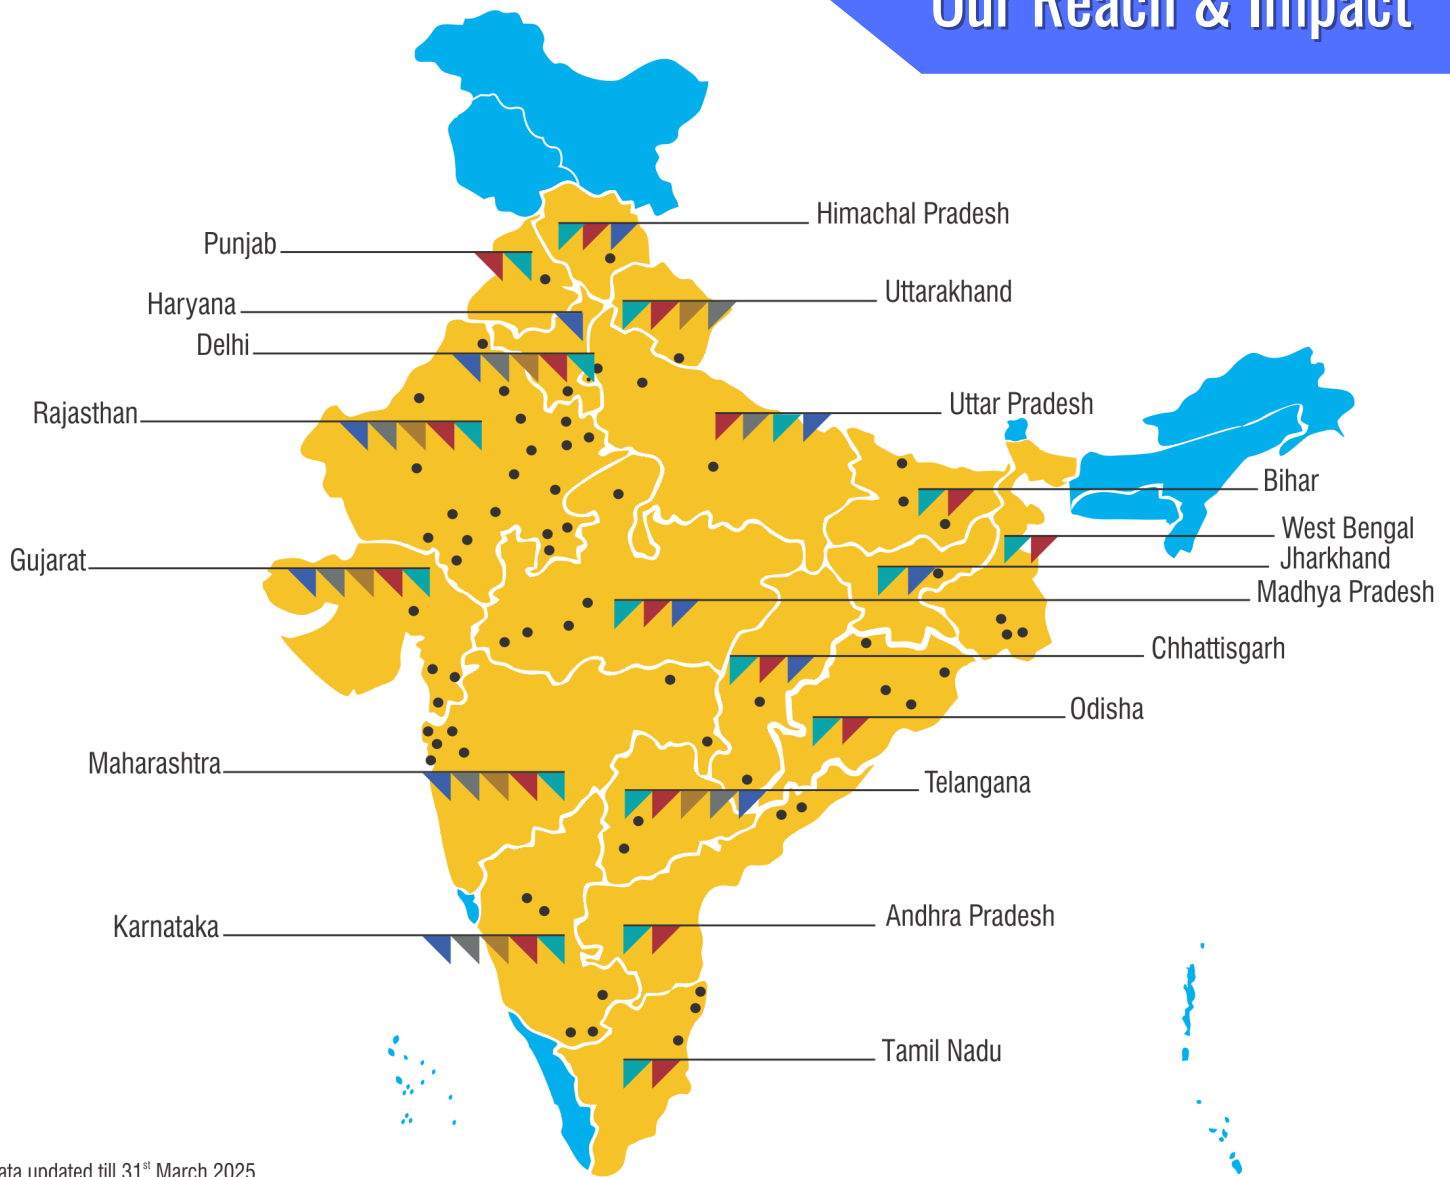 Our Reach & Impact
Himachal Pradesh
Punjab
Uttarakhand
Haryana
Delhi
Uttar Pradesh
Rajasthan
Bihar
West Bengal
Jharkhand
Gujarat
Madhya Pradesh
Chhattisgarh
Odisha
Maharashtra
Telangana
Andhra Pradesh
Karnataka
Tamil Nadu
ata updated till 31st March 2025